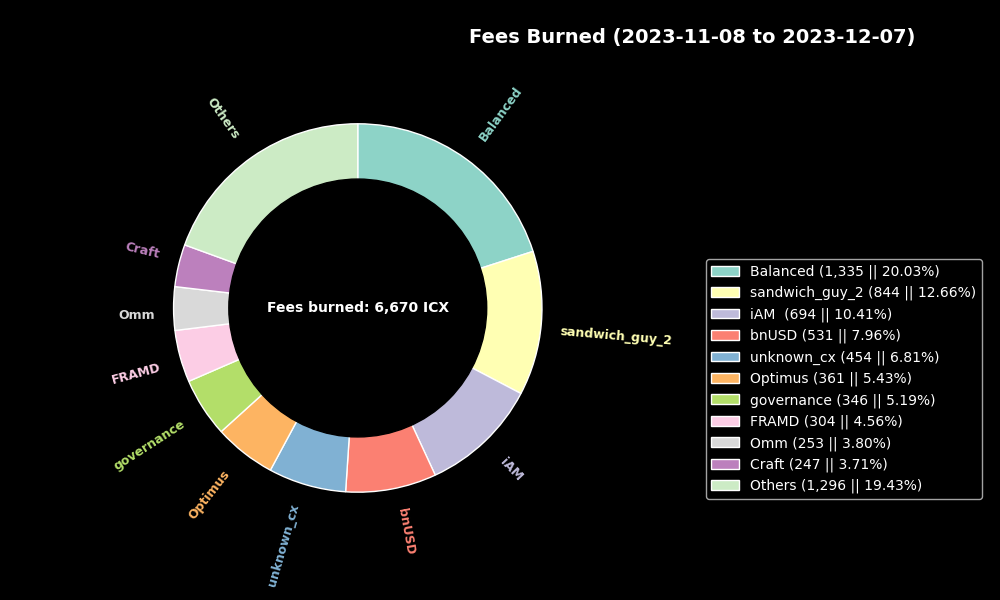 Fees Burned (2023-11-08 to 2023-12-07)
Balanced
Others
Craft
sandwich_guy_2
Fees burned: 6,670 ICX
Omm
FRAMD
governance
Optimus
unknown_cx
bnUSD
iAM
Balanced (1,335 || 20.03%)
sandwich_guy_2 (844 || 12.66%)
iAM  (694 || 10.41%)
bnUSD (531 || 7.96%)
unknown_cx (454 || 6.81%)
Optimus (361 || 5.43%)
governance (346 || 5.19%)
FRAMD (304 || 4.56%)
Omm (253 || 3.80%)
Craft (247 || 3.71%)
Others (1,296 || 19.43%)